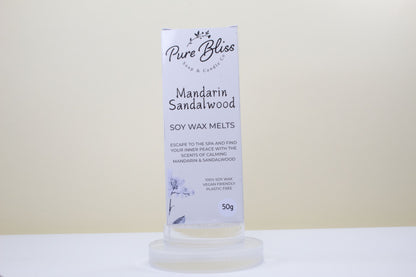 Pure Bliss
Soap & Candle Co
Mandarin
Sandalwood
SOY WAX MELTS
ESCAPE TO THE SPA AND FIND
YOUR INNER PEACE WITH THE
SCENTS OF CALMING
MANDARIN & SANDALWOOD
100% SOY WAX
VEGAN FRIENDLY
PLASTIC FREE
50g